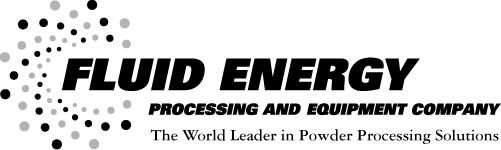 FLUID ENERGY
PROCESSING AND EQUIPMENT COMPANY
The World Leader in Powder Processing Solutions